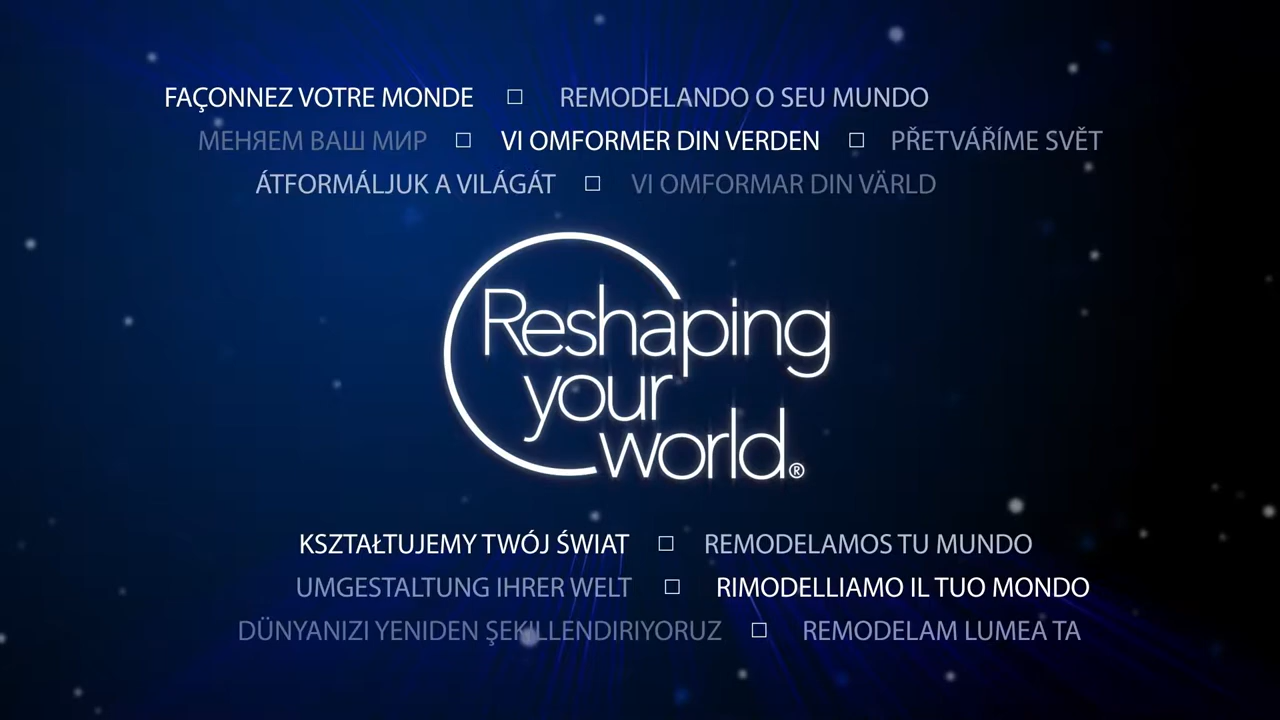 FAÇONNEZ VOTRE MONDE □ REMODELANDO O SEU MUNDO
МЕНЯЕМ ВАШ МИР □ VI OMFORMER DIN VERDEN □ PŘETVÁŘÍME SVĚT
ÁTFORMÁLJUK A VILÁGÁT □ VI OMFORMAR DIN VÄRLD
Reshaping
your
world®
KSZTAŁTUJEMY TWÓJ ŚWIAT □ REMODELAMOS TU MUNDO
UMGESTALTUNG IHRER WELT □ RIMODELLIAMO IL TUO MONDO
DÜNYANIZI YENIDEN ŞEKILLENDIRIYORUZ □ REMODELAM LUMEA TA